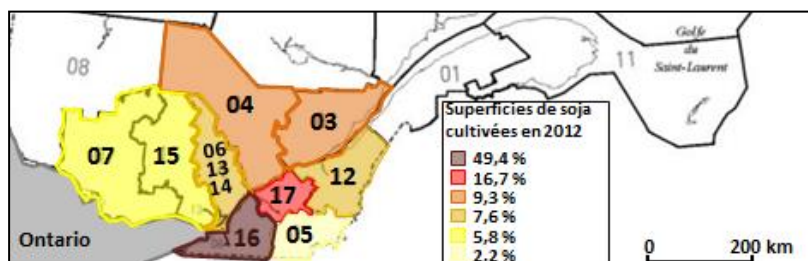 08
01
11
Golfe
du
Saint-Laurent
04
03
07
15
06
13
14
12
17
16
05
Ontario
Superficies de soja
cultivées en 2012
49,4 %
16,7 %
9,3 %
7,6 %
5,8 %
2,2 %
0 200 km